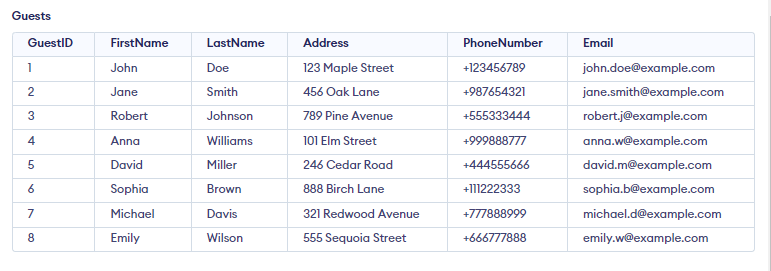 Guests
GuestID FirstName LastName Address PhoneNumber Email
1 John Doe 123 Maple Street +123456789 john.doe@example.com
2 Jane Smith 456 Oak Lane +987654321 jane.smith@example.com
3 Robert Johnson 789 Pine Avenue +555333444 robert.j@example.com
4 Anna Williams 101 Elm Street +999888777 anna.w@example.com
5 David Miller 246 Cedar Road +444555666 david.m@example.com
6 Sophia Brown 888 Birch Lane +111222333 sophia.b@example.com
7 Michael Davis 321 Redwood Avenue +777888999 michael.d@example.com
8 Emily Wilson 555 Sequoia Street +666777888 emily.w@example.com